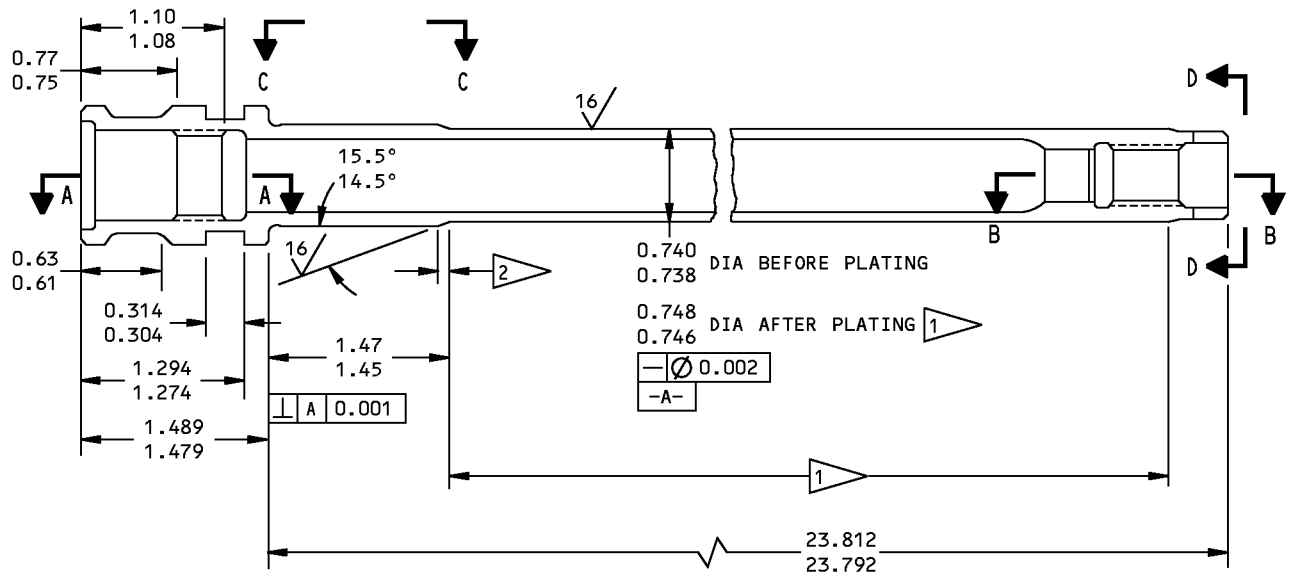 1.10
1.08
0.77
0.75
C
C
D
16
15.5°
14.5°
A
A
B
B
16
2
0.740
0.738
DIA BEFORE PLATING
D
0.63
0.61
0.314
0.304
0.748
0.746
DIA AFTER PLATING
1
1.47
1.45
— Ø 0.002
-A-
1.294
1.274
⊥ A 0.001
1.489
1.479
1
23.812
23.792